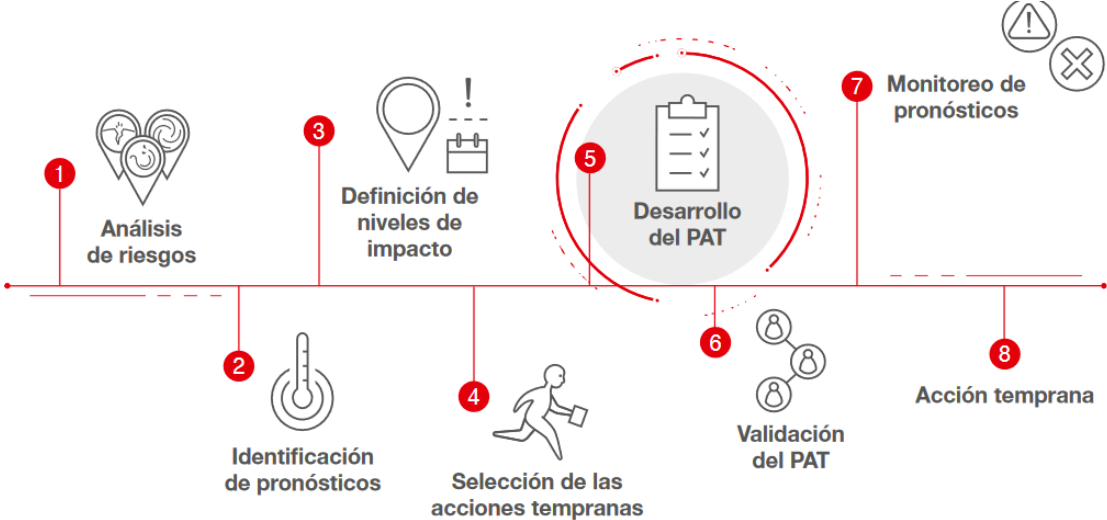 1
Análisis
de riesgos
2
Identificación
de pronósticos
3
Definición de
niveles de
impacto
4
Selección de las
acciones tempranas
5
Desarrollo
del PAT
6
Validación
del PAT
7
Monitoreo de
pronósticos
8
Acción temprana